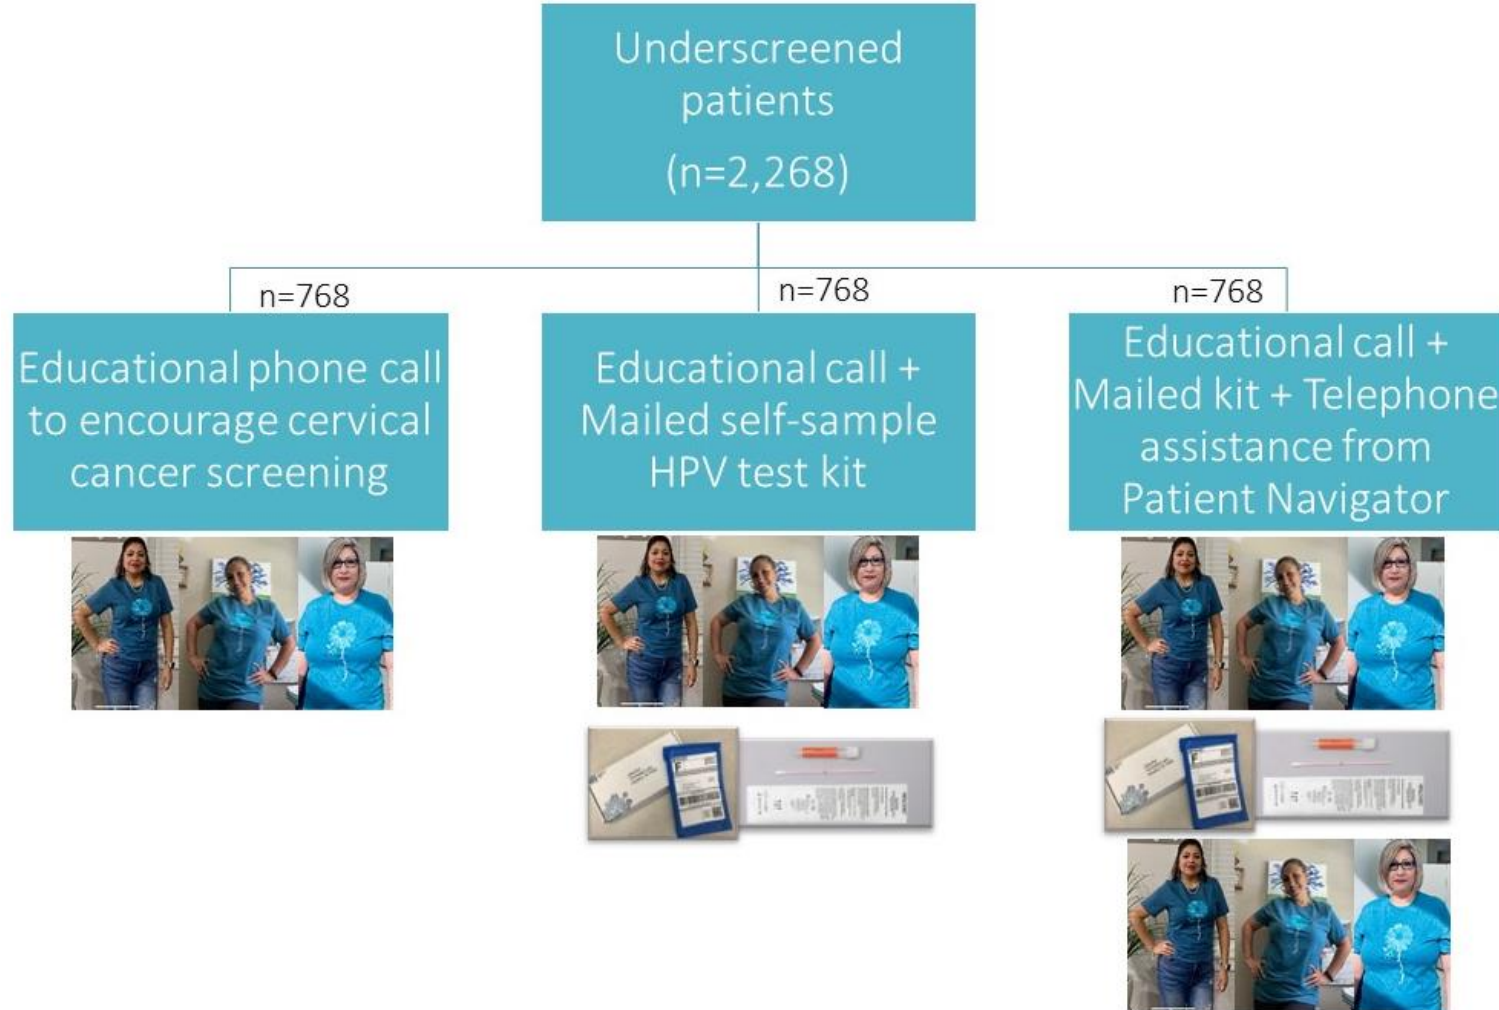 Underscreened
patients
(n=2,268)
n=768
n=768
n=768
Educational phone call
to encourage cervical
cancer screening
Educational call +
Mailed self-sample
HPV test kit
Educational call +
Mailed kit + Telephone
assistance from
Patient Navigator